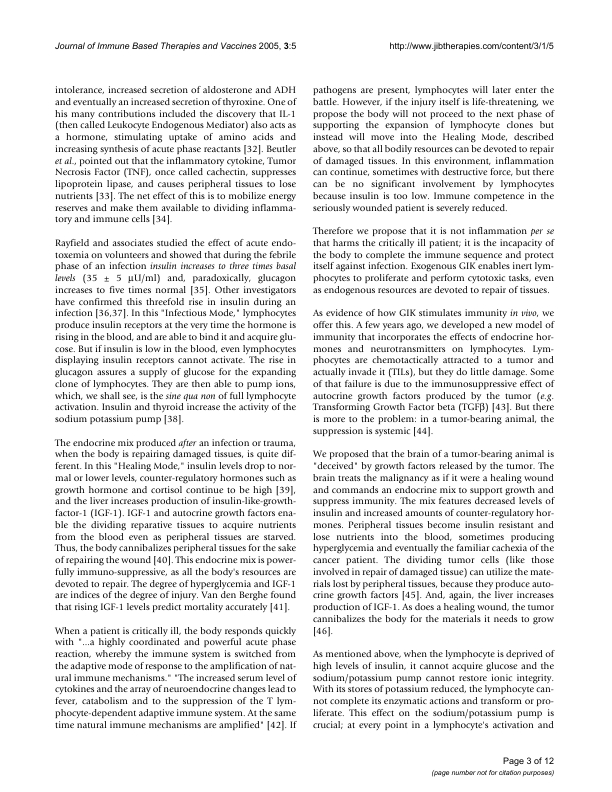 Journal of Immune Based Therapies and Vaccines 2005, 3:5
http://www.jibtherapies.com/content/3/1/5
intolerance, increased secretion of aldosterone and ADH
and eventually an increased secretion of thyroxine. One of
his many contributions included the discovery that IL-1
(then called Leukocyte Endogenous Mediator) also acts as
a hormone, stimulating uptake of amino acids and
increasing synthesis of acute phase reactants [32]. Beutler
et al., pointed out that the inflammatory cytokine, Tumor
Necrosis Factor (TNF), once called cachectin, suppresses
lipoprotein lipase, and causes peripheral tissues to lose
nutrients [33]. The net effect of this is to mobilize energy
reserves and make them available to dividing inflamma-
tory and immune cells [34].
Rayfield and associates studied the effect of acute endo-
toxemia on volunteers and showed that during the febrile
phase of an infection insulin increases to three times basal
levels (35 ± 5 μU/ml) and, paradoxically, glucagon
increases to five times normal [35]. Other investigators
have confirmed this threefold rise in insulin during an
infection [36,37]. In this "Infectious Mode," lymphocytes
produce insulin receptors at the very time the hormone is
rising in the blood, and are able to bind it and acquire glu-
cose. But if insulin is low in the blood, even lymphocytes
displaying insulin receptors cannot activate. The rise in
glucagon assures a supply of glucose for the expanding
clone of lymphocytes. They are then able to pump ions,
which, we shall see, is the sine qua non of full lymphocyte
activation. Insulin and thyroid increase the activity of the
sodium potassium pump [38].
The endocrine mix produced after an infection or trauma,
when the body is repairing damaged tissues, is quite dif-
ferent. In this "Healing Mode," insulin levels drop to nor-
mal or lower levels, counter-regulatory hormones such as
growth hormone and cortisol continue to be high [39],
and the liver increases production of insulin-like-growth-
factor-1 (IGF-1). IGF-1 and autocrine growth factors ena-
ble the dividing reparative tissues to acquire nutrients
from the blood even as peripheral tissues are starved.
Thus, the body cannibalizes peripheral tissues for the sake
of repairing the wound [40]. This endocrine mix is power-
fully immuno-suppressive, as all the body's resources are
devoted to repair. The degree of hyperglycemia and IGF-1
are indices of the degree of injury. Van den Berghe found
that rising IGF-1 levels predict mortality accurately [41].
When a patient is critically ill, the body responds quickly
with "...a highly coordinated and powerful acute phase
reaction, whereby the immune system is switched from
the adaptive mode of response to the amplification of nat-
ural immune mechanisms." "The increased serum level of
cytokines and the array of neuroendocrine changes lead to
fever, catabolism and to the suppression of the T lym-
phocyte-dependent adaptive immune system. At the same
time natural immune mechanisms are amplified" [42]. If
pathogens are present, lymphocytes will later enter the
battle. However, if the injury itself is life-threatening, we
propose the body will not proceed to the next phase of
supporting the expansion of lymphocyte clones but
instead will move into the Healing Mode, described
above, so that all bodily resources can be devoted to repair
of damaged tissues. In this environment, inflammation
can continue, sometimes with destructive force, but there
can be no significant involvement by lymphocytes
because insulin is too low. Immune competence in the
seriously wounded patient is severely reduced.
Therefore we propose that it is not inflammation per se
that harms the critically ill patient; it is the incapacity of
the body to complete the immune sequence and protect
itself against infection. Exogenous GIK enables inert lym-
phocytes to proliferate and perform cytotoxic tasks, even
as endogenous resources are devoted to repair of tissues.
As evidence of how GIK stimulates immunity in vivo, we
offer this. A few years ago, we developed a new model of
immunity that incorporates the effects of endocrine hor-
mones and neurotransmitters on lymphocytes. Lym-
phocytes are chemotactically attracted to a tumor and
actually invade it (TILs), but they do little damage. Some
of that failure is due to the immunosuppressive effect of
autocrine growth factors produced by the tumor (e.g.
Transforming Growth Factor beta (TGFβ) [43]. But there
is more to the problem: in a tumor-bearing animal, the
suppression is systemic [44].
We proposed that the brain of a tumor-bearing animal is
"deceived" by growth factors released by the tumor. The
brain treats the malignancy as if it were a healing wound
and commands an endocrine mix to support growth and
suppress immunity. The mix features decreased levels of
insulin and increased amounts of counter-regulatory hor-
mones. Peripheral tissues become insulin resistant and
lose nutrients into the blood, sometimes producing
hyperglycemia and eventually the familiar cachexia of the
cancer patient. The dividing tumor cells (like those
involved in repair of damaged tissue) can utilize the mate-
rials lost by peripheral tissues, because they produce auto-
crine growth factors [45]. And, again, the liver increases
production of IGF-1. As does a healing wound, the tumor
cannibalizes the body for the materials it needs to grow
[46].
As mentioned above, when the lymphocyte is deprived of
high levels of insulin, it cannot acquire glucose and the
sodium/potassium pump cannot restore ionic integrity.
With its stores of potassium reduced, the lymphocyte can-
not complete its enzymatic actions and transform or pro-
liferate. This effect on the sodium/potassium pump is
crucial; at every point in a lymphocyte's activation and
Page 3 of 12
(page number not for citation purposes)